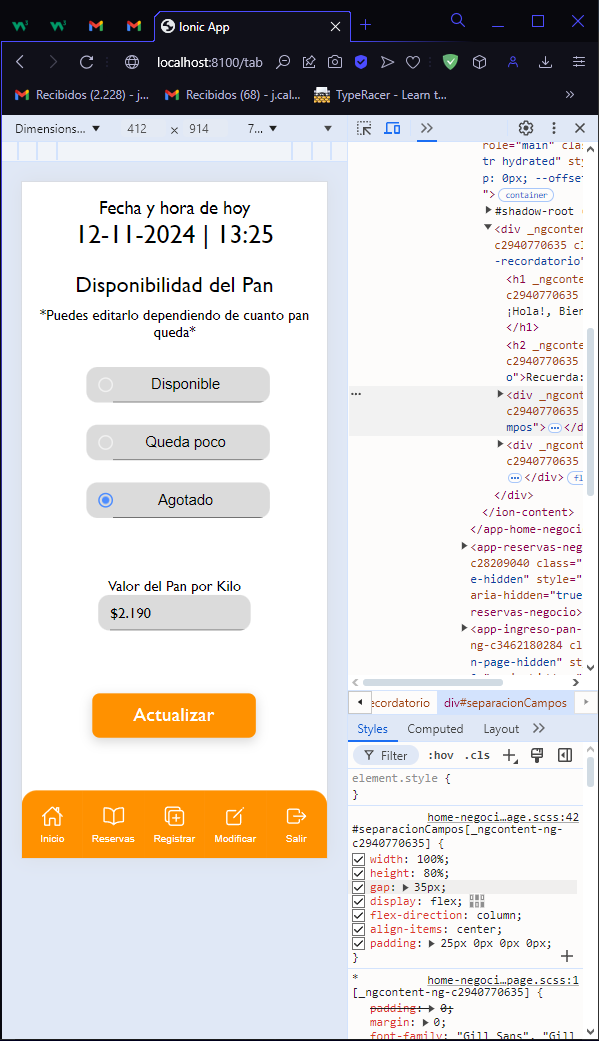 Ionic App
localhost:8100/tab
Recibidos (2.228) - j...
Recibidos (68) - j.cal...
TypeRacer - Learn t...
Dimensions...
412
×
914
7...
Fecha y hora de hoy
12-11-2024 | 13:25
Disponibilidad del Pan
*Puedes editarlo dependiendo de cuanto pan
queda*
Disponible
Queda poco
Agotado
Valor del Pan por Kilo
$2.190
Actualizar
Inicio
Reservas
Registrar
Modificar
Salir
role="main" clas
tr hydrated" sty
p: 0px; --offset
"> container
#shadow-root (
<div _ngconten
c2940770635 cl
-recordatorio"
<h1 _ngconte
c2940770635
¡Hola!, Bien
</h1>
<h2 _ngconte
c2940770635
o">Recuerda:
<div _ngcont
c2940770635
mpos">…</d
<div _ngcont
c2940770635
…</div>
</div>
</ion-content>
</app-home-negoci
<app-reservas-neg
c28209040 class="
e-hidden" style="
aria-hidden="true
reservas-negocio>
<app-ingreso-pan-
ng-c3462180284 cl
n-page-hidden" st
ecordatorio
div#separacionCampos
Styles
Computed
Layout
Filter
:hov
.cls
element.style {
}
home-negoci…age.scss:42
#separacionCampos[_ngcontent-ng-
c2940770635] {
width: 100%;
height: 80%;
gap: 35px;
display: flex;
flex-direction: column;
align-items: center;
padding: 25px 0px 0px 0px;
}
home-negoci…page.scss:1
*
[_ngcontent-ng-c2940770635] {
padding: 0;
margin: 0;
font-family: "Gill Sans", "Gill